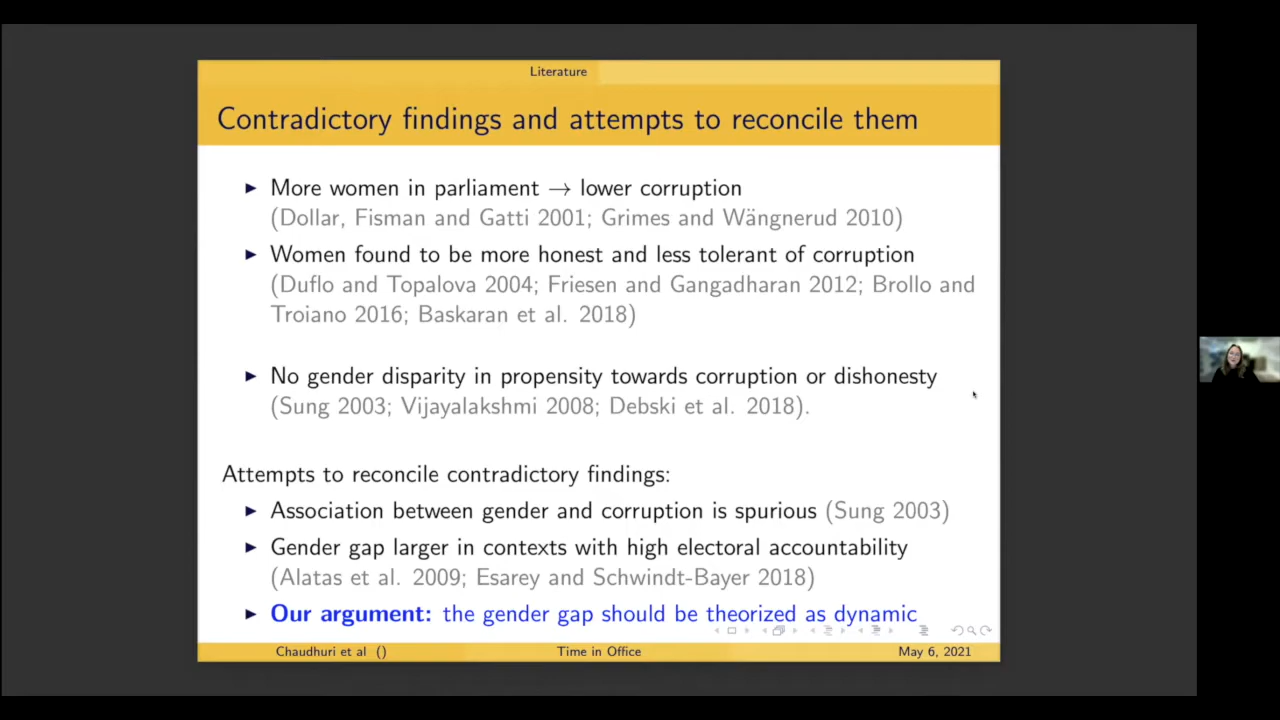 Literature
Contradictory findings and attempts to reconcile them
▶ More women in parliament → lower corruption
(Dollar, Fisman and Gatti 2001; Grimes and Wängnerud 2010)
▶ Women found to be more honest and less tolerant of corruption
(Duflo and Topalova 2004; Friesen and Gangadharan 2012; Brollo and
Troiano 2016; Baskaran et al. 2018)
▶ No gender disparity in propensity towards corruption or dishonesty
(Sung 2003; Vijayalakshmi 2008; Debski et al. 2018).
Attempts to reconcile contradictory findings:
▶ Association between gender and corruption is spurious (Sung 2003)
▶ Gender gap larger in contexts with high electoral accountability
(Alatas et al. 2009; Esarey and Schwindt-Bayer 2018)
▶ Our argument: the gender gap should be theorized as dynamic
Chaudhuri et al () Time in Office May 6, 2021